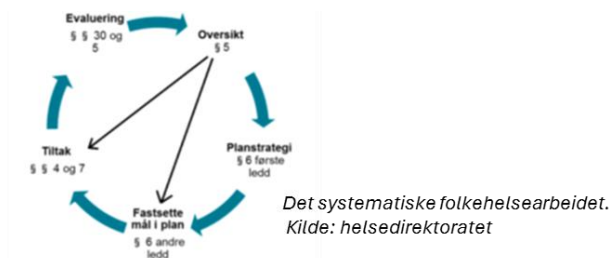 Evaluering
§ § 30 og
5
Oversikt
§ 5
Planstrategi
§ 6 første
ledd
Fastsette
mål i plan
§ 6 andre
ledd
Tiltak
§ § 4 og 7
Det systematiske folkehelsearbeidet.
Kilde: helsedirektoratet